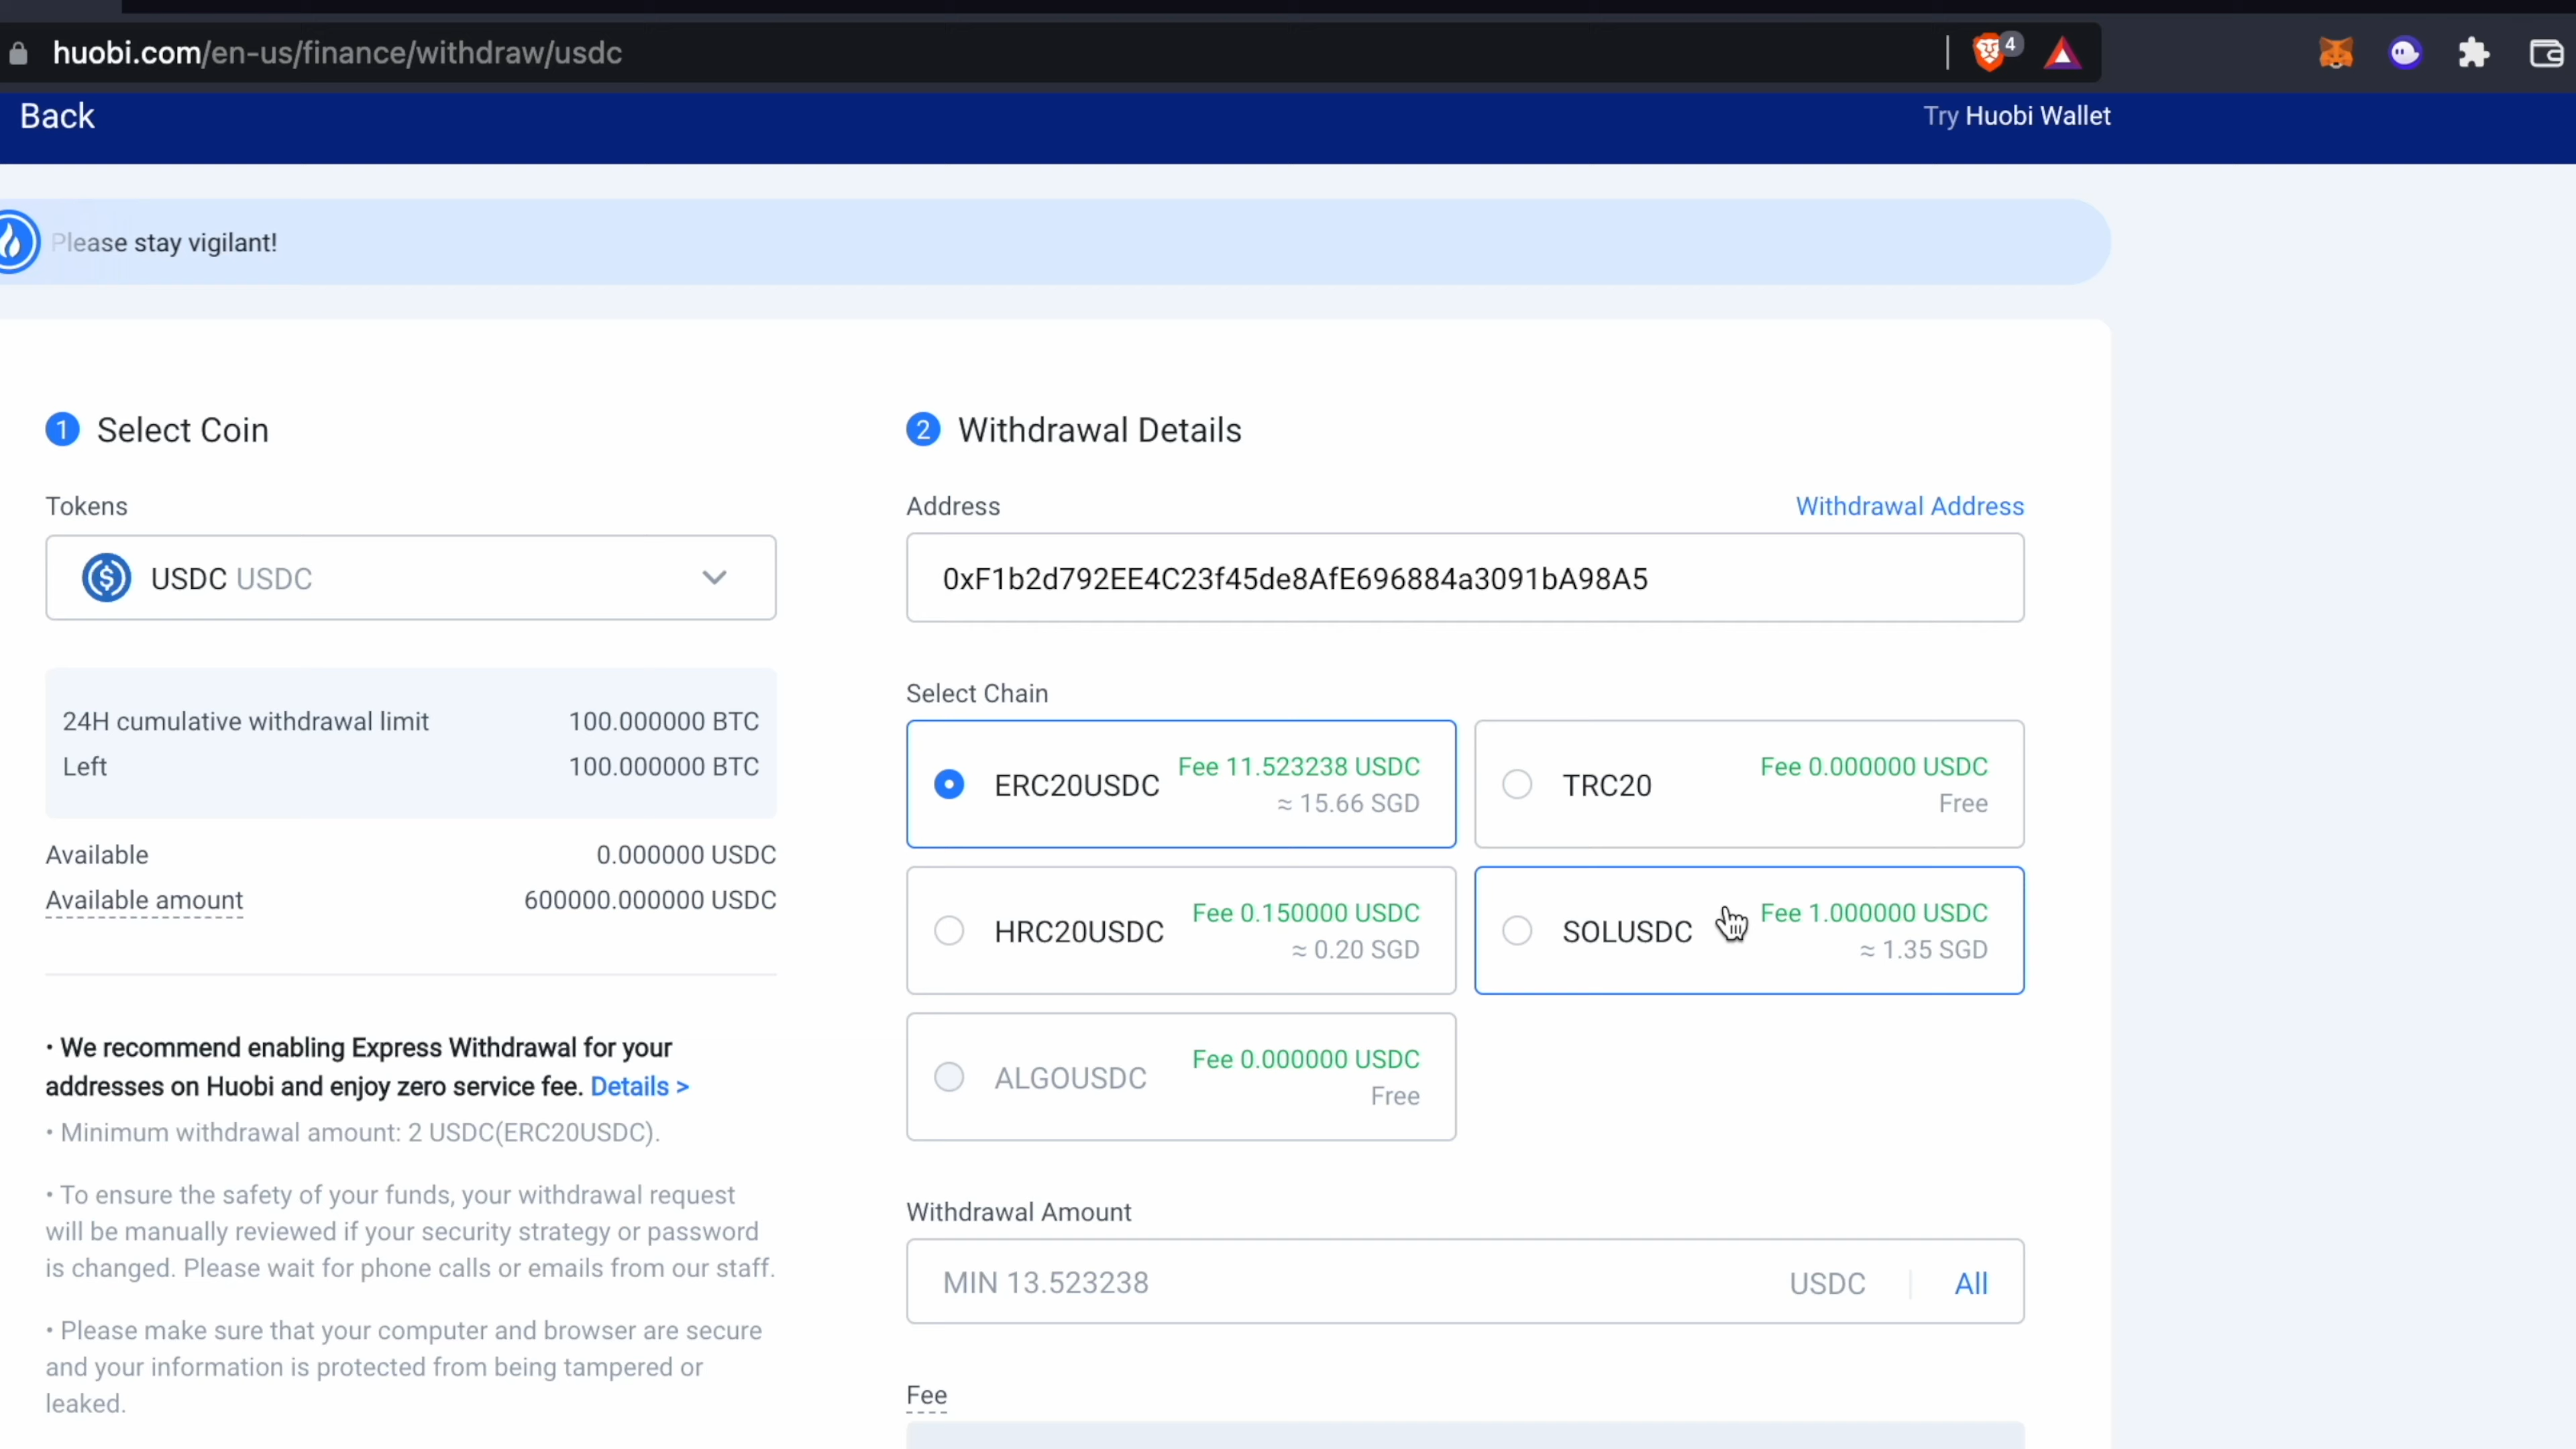 huobi.com/en-us/finance/withdraw/usdc
4
Back
Try Huobi Wallet
Please stay vigilant!
1 Select Coin
Tokens
USDC USDC
24H cumulative withdrawal limit 100.000000 BTC
Left 100.000000 BTC
Available 0.000000 USDC
Available amount 600000.000000 USDC
· We recommend enabling Express Withdrawal for your
addresses on Huobi and enjoy zero service fee. Details >
· Minimum withdrawal amount: 2 USDC(ERC20USDC).
· To ensure the safety of your funds, your withdrawal request
will be manually reviewed if your security strategy or password
is changed. Please wait for phone calls or emails from our staff.
· Please make sure that your computer and browser are secure
and your information is protected from being tampered or
leaked.
2 Withdrawal Details
Address Withdrawal Address
0xF1b2d792EE4C23f45de8AfE696884a3091bA98A5
Select Chain
ERC20USDC Fee 11.523238 USDC
≈ 15.66 SGD
TRC20 Fee 0.000000 USDC
Free
HRC20USDC Fee 0.150000 USDC
≈ 0.20 SGD
SOLUSDC Fee 1.000000 USDC
≈ 1.35 SGD
ALGOUSDC Fee 0.000000 USDC
Free
Withdrawal Amount
MIN 13.523238 USDC All
Fee